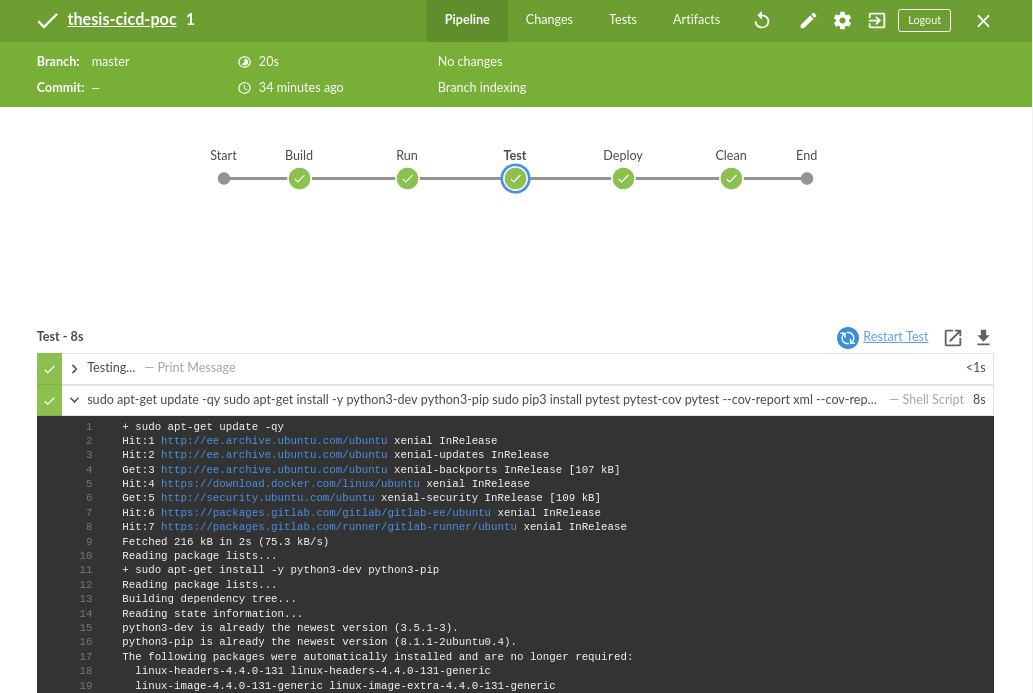 thesis-cicd-poc 1 Pipeline Changes Tests Artifacts Logout
Branch: master 20s No changes
Commit: – 34 minutes ago Branch indexing
Start Build Run Test Deploy Clean End
Test - 8s Restart Test
Testing... — Print Message <1s
sudo apt-get update -qy sudo apt-get install -y python3-dev python3-pip sudo pip3 install pytest pytest-cov pytest --cov-report xml --cov-rep... — Shell Script 8s
1 + sudo apt-get update -qy
2 Hit:1 http://ee.archive.ubuntu.com/ubuntu xenial InRelease
3 Hit:2 http://ee.archive.ubuntu.com/ubuntu xenial-updates InRelease
4 Get:3 http://ee.archive.ubuntu.com/ubuntu xenial-backports InRelease [107 kB]
5 Hit:4 https://download.docker.com/linux/ubuntu xenial InRelease
6 Get:5 http://security.ubuntu.com/ubuntu xenial-security InRelease [109 kB]
7 Hit:6 https://packages.gitlab.com/gitlab/gitlab-ee/ubuntu xenial InRelease
8 Hit:7 https://packages.gitlab.com/runner/gitlab-runner/ubuntu xenial InRelease
9 Fetched 216 kB in 2s (75.3 kB/s)
10 Reading package lists...
11 + sudo apt-get install -y python3-dev python3-pip
12 Reading package lists...
13 Building dependency tree...
14 Reading state information...
15 python3-dev is already the newest version (3.5.1-3).
16 python3-pip is already the newest version (8.1.1-2ubuntu0.4).
17 The following packages were automatically installed and are no longer required:
18 linux-headers-4.4.0-131 linux-headers-4.4.0-131-generic
19 linux-image-4.4.0-131-generic linux-image-extra-4.4.0-131-generic